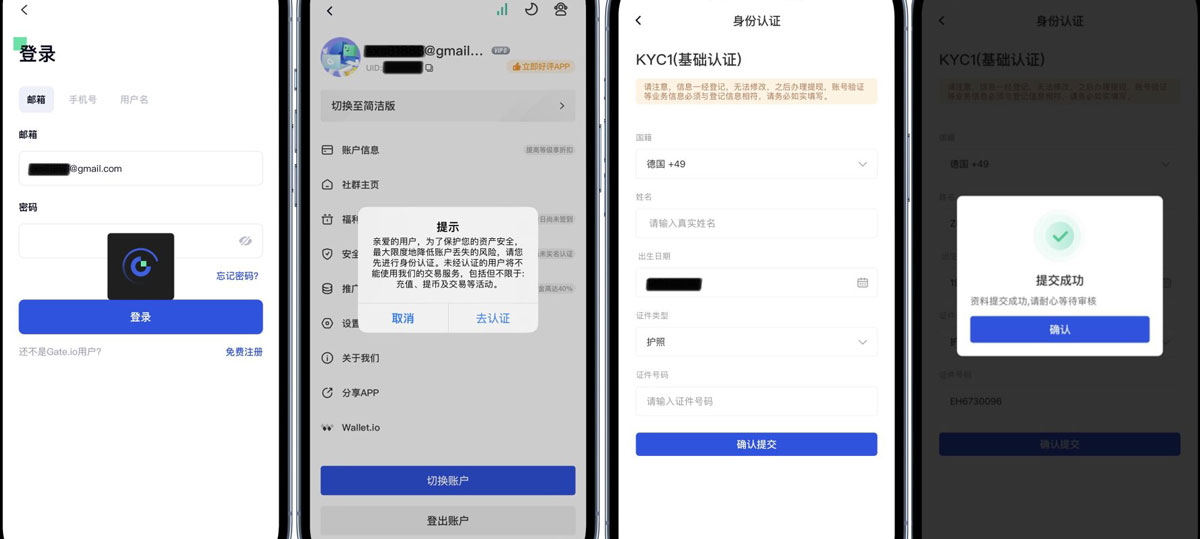 登录
邮箱 手机号 用户名
邮箱
@gmail.com
密码
忘记密码?
登录
还不是Gate.io用户?
免费注册
@gmail... VIP0
UID:
立即好评APP
切换至简洁版
账户信息
提高等级享折扣
社群主页
福利
日尚未签到
安全
尚未实名认证
推广
高达40%
设置
关于我们
分享APP
Wallet.io
提示
亲爱的用户，为了保护您的资产安全，
最大限度地降低账户丢失的风险，请您
先进行身份认证。未经认证的用户将不
能使用我们的交易服务，包括但不限于:
充值、提币及交易等活动。
取消
去认证
切换账户
登出账户
身份认证
KYC1(基础认证)
请注意，信息一经登记，无法修改，之后办理提现，账号验证
等业务信息必须与登记信息相符，请务必如实填写。
国籍
德国 +49
姓名
请输入真实姓名
出生日期
证件类型
护照
证件号码
请输入证件号码
确认提交
身份认证
KYC1(基础认证)
请注意，信息一经登记，无法修改，之后办理提现，账号验证
等业务信息必须与登记信息相符，请务必如实填写。
国籍
德国 +49
提交成功
资料提交成功,请耐心等待审核
确认
证件号码
EH6730096
确认提交